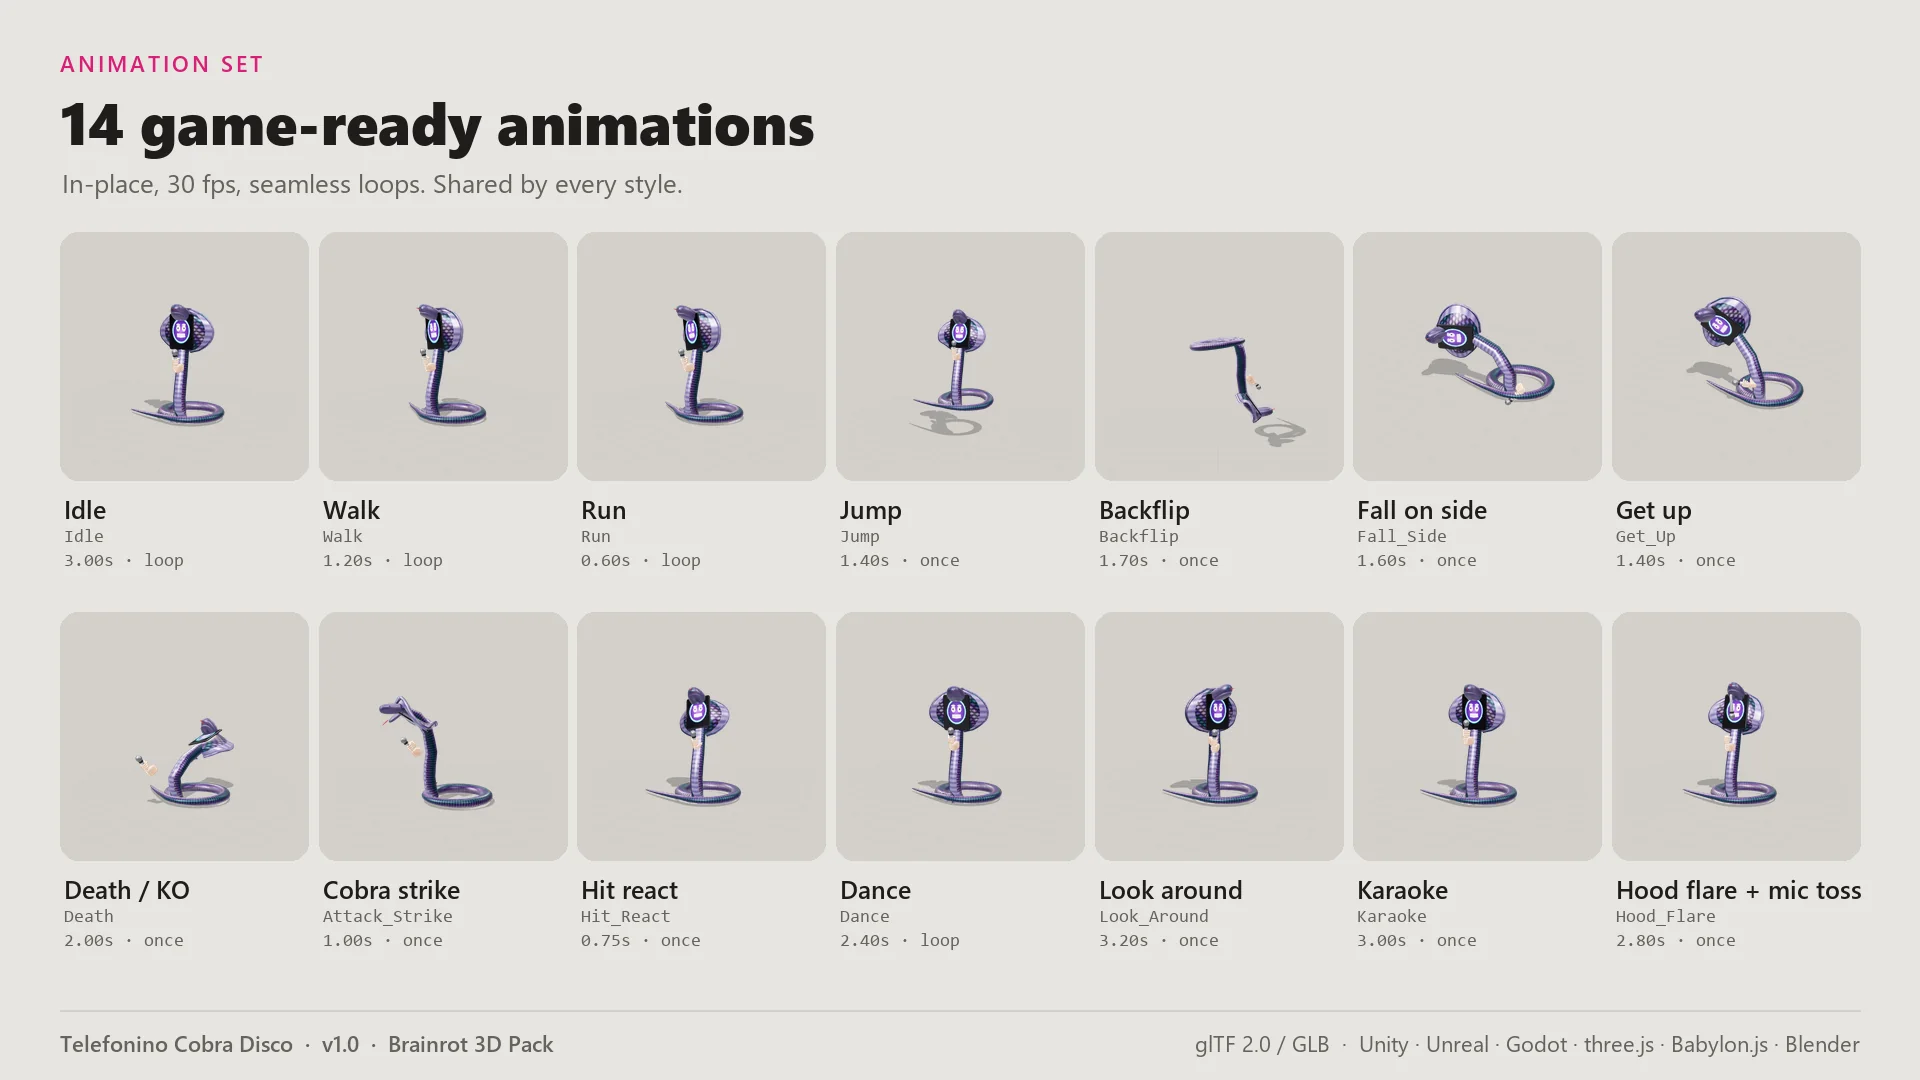 ANIMATION SET
14 game-ready animations
In-place, 30 fps, seamless loops. Shared by every style.
Idle
Idle
3.00s · loop
Walk
Walk
1.20s · loop
Run
Run
0.60s · loop
Jump
Jump
1.40s · once
Backflip
Backflip
1.70s · once
Fall on side
Fall_Side
1.60s · once
Get up
Get_Up
1.40s · once
Death / KO
Death
2.00s · once
Cobra strike
Attack_Strike
1.00s · once
Hit react
Hit_React
0.75s · once
Dance
Dance
2.40s · loop
Look around
Look_Around
3.20s · once
Karaoke
Karaoke
3.00s · once
Hood flare + mic toss
Hood_Flare
2.80s · once
Telefonino Cobra Disco · v1.0 · Brainrot 3D Pack
glTF 2.0 / GLB · Unity · Unreal · Godot · three.js · Babylon.js · Blender